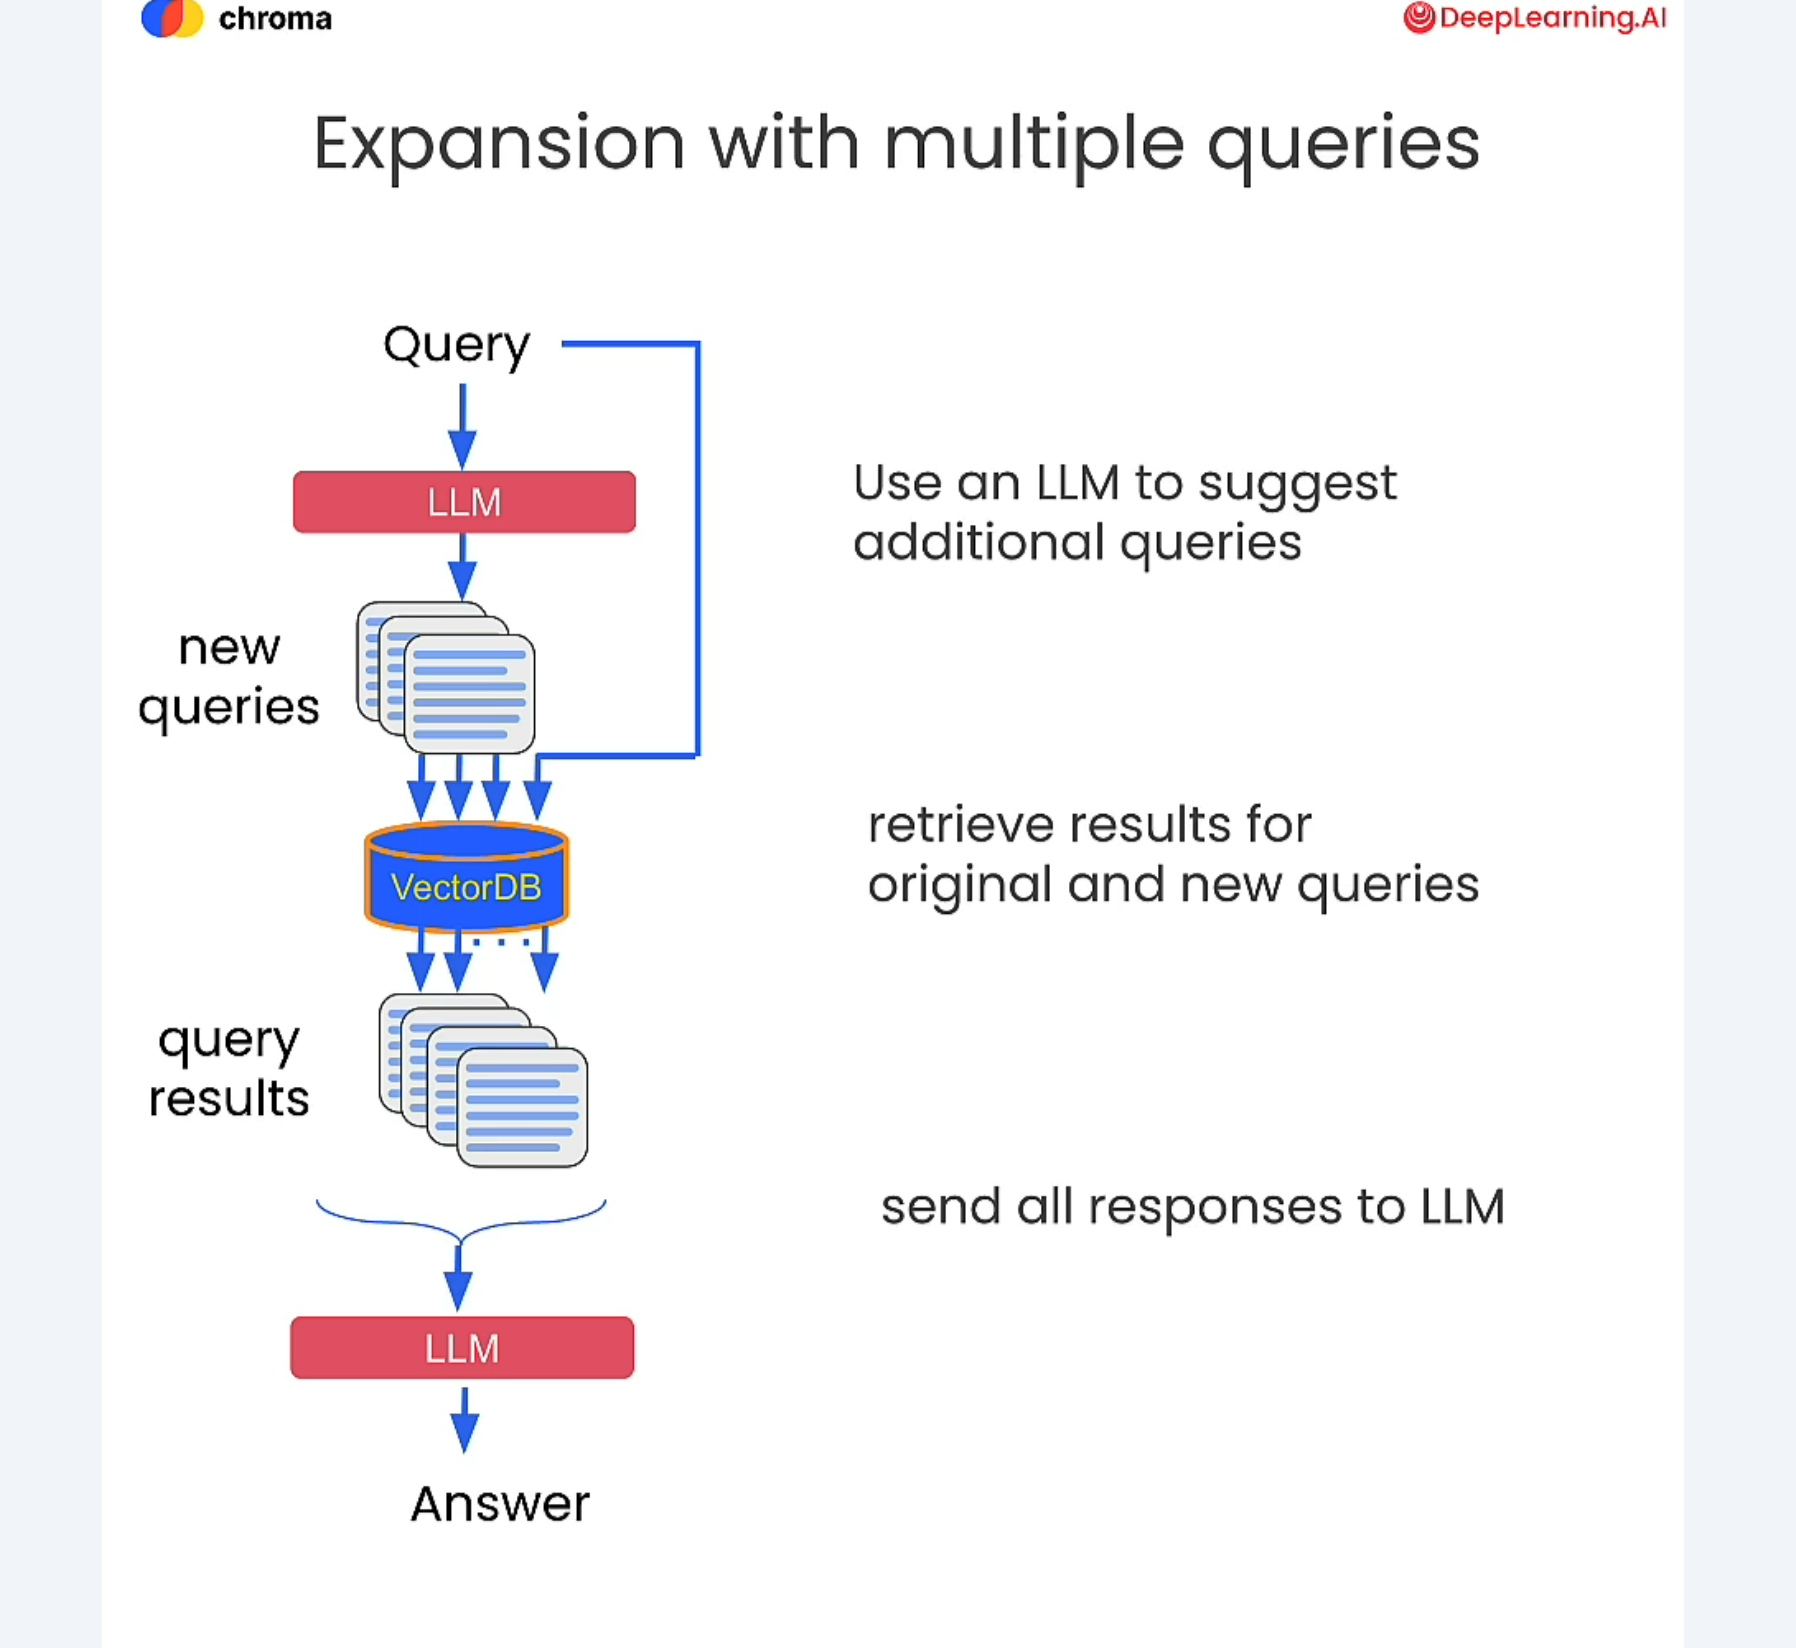 chroma
DeepLearning.AI
Expansion with multiple queries
Query
LLM
Use an LLM to suggest
additional queries
new
queries
retrieve results for
original and new queries
VectorDB
query
results
send all responses to LLM
LLM
Answer